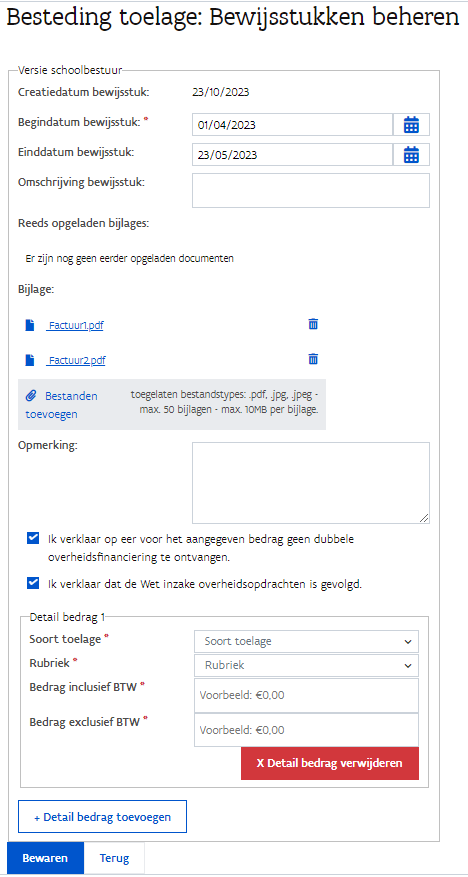 Besteding toelage: Bewijsstukken beheren
Versie schoolbestuur
Creatiedatum bewijsstuk: 23/10/2023
Begindatum bewijsstuk: * 01/04/2023
Einddatum bewijsstuk: 23/05/2023
Omschrijving bewijsstuk:
Reeds opgeladen bijlages:
Er zijn nog geen eerder opgeladen documenten
Bijlage:
Factuur1.pdf
Factuur2.pdf
Bestanden toevoegen
toegelaten bestandstypes: .pdf, .jpg, .jpeg -
max. 50 bijlagen - max. 10MB per bijlage.
Opmerking:
Ik verklaar op eer voor het aangegeven bedrag geen dubbele
overheidsfinanciering te ontvangen.
Ik verklaar dat de Wet inzake overheidsopdrachten is gevolgd.
Detail bedrag 1
Soort toelage * Soort toelage
Rubriek * Rubriek
Bedrag inclusief BTW * Voorbeeld: €0,00
Bedrag exclusief BTW * Voorbeeld: €0,00
X Detail bedrag verwijderen
+ Detail bedrag toevoegen
Bewaren Terug